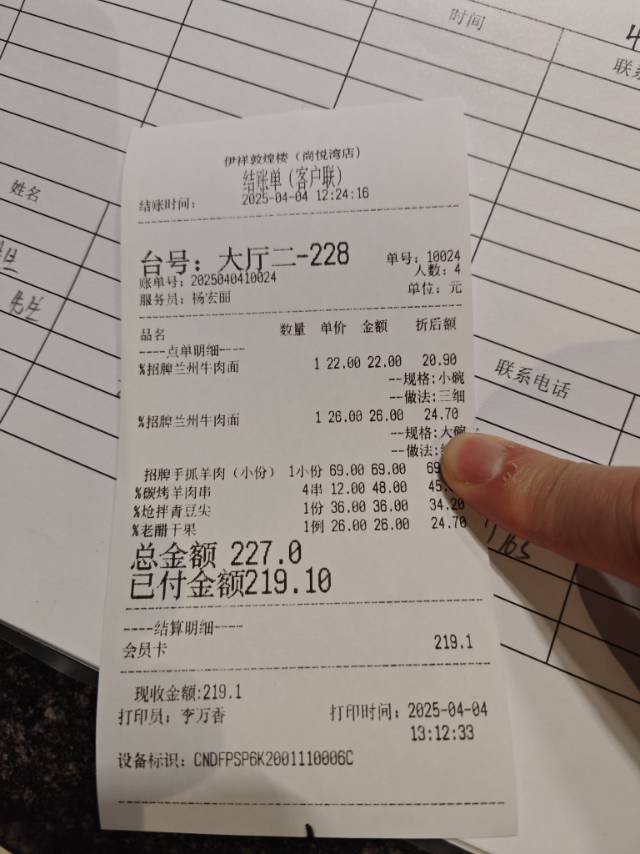 时间
联系
姓名
先生
联系电话
伊祥敦煌楼（尚悦湾店）
结账单（客户联）
结账时间： 2025-04-04 12:24:16
台号：大厅二-228 单号：10024
账单号：2025040410024 人数：4
服务员：杨宏丽 单位：元
品名 数量 单价 金额 折后额
----点单明细----
%招牌兰州牛肉面 1 22.00 22.00 20.90
--规格:小碗
--做法:三细
%招牌兰州牛肉面 1 26.00 26.00 24.70
--规格:大碗
--做法:
招牌手抓羊肉（小份） 1小份 69.00 69.00
%碳烤羊肉串 4串 12.00 48.00
%炝拌青豆尖 1份 36.00 36.00 34.20
%老醋干果 1例 26.00 26.00 24.70
总金额 227.0
已付金额219.10
----结算明细----
会员卡 219.1
现收金额:219.1
打印员：李万香 打印时间：2025-04-04
13:12:33
设备标识：CNDFPSP6K2001110006C